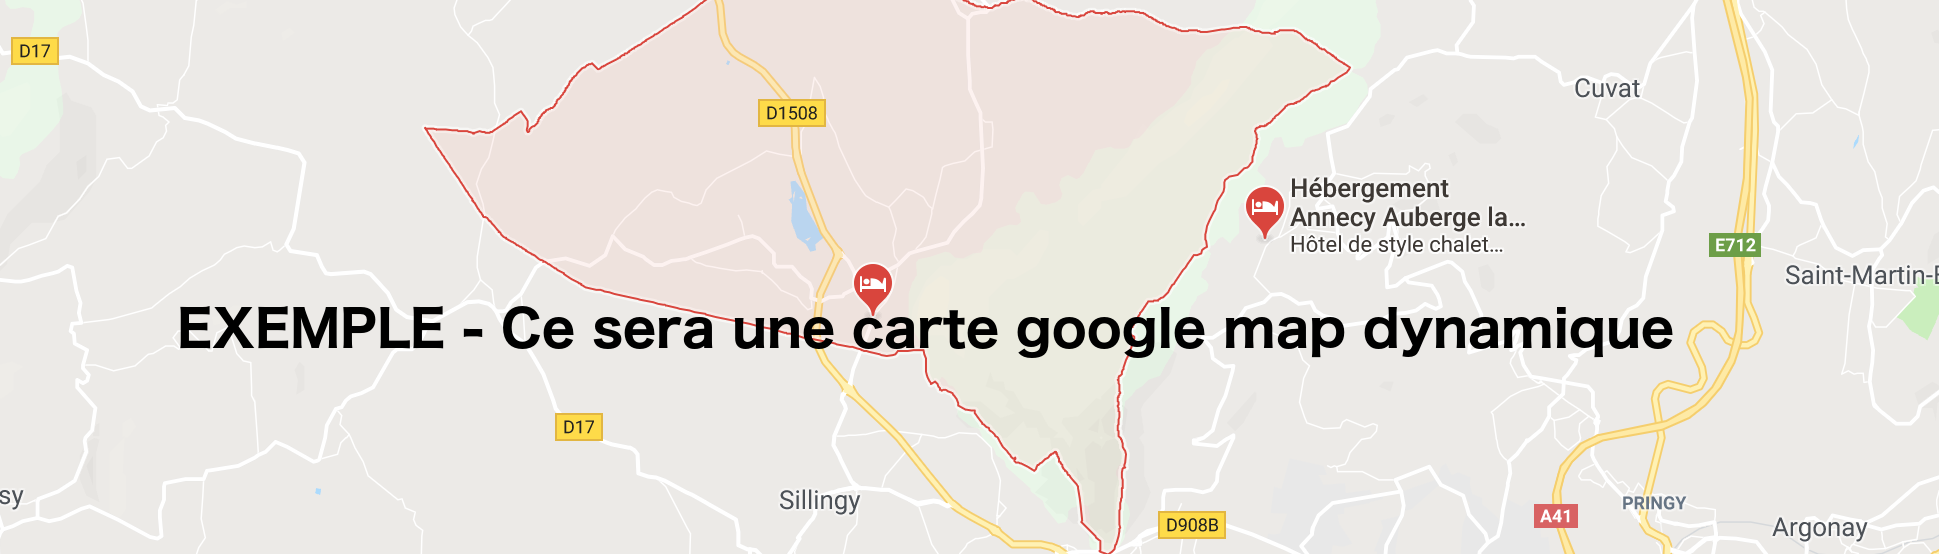 D17
Cuvat
D1508
Hébergement
Annecy Auberge la...
Hôtel de style chalet...
E712
Saint-Martin-B
EXEMPLE - Ce sera une carte google map dynamique
D17
sy
Sillingy
PRINGY
A41
D908B
Argonay